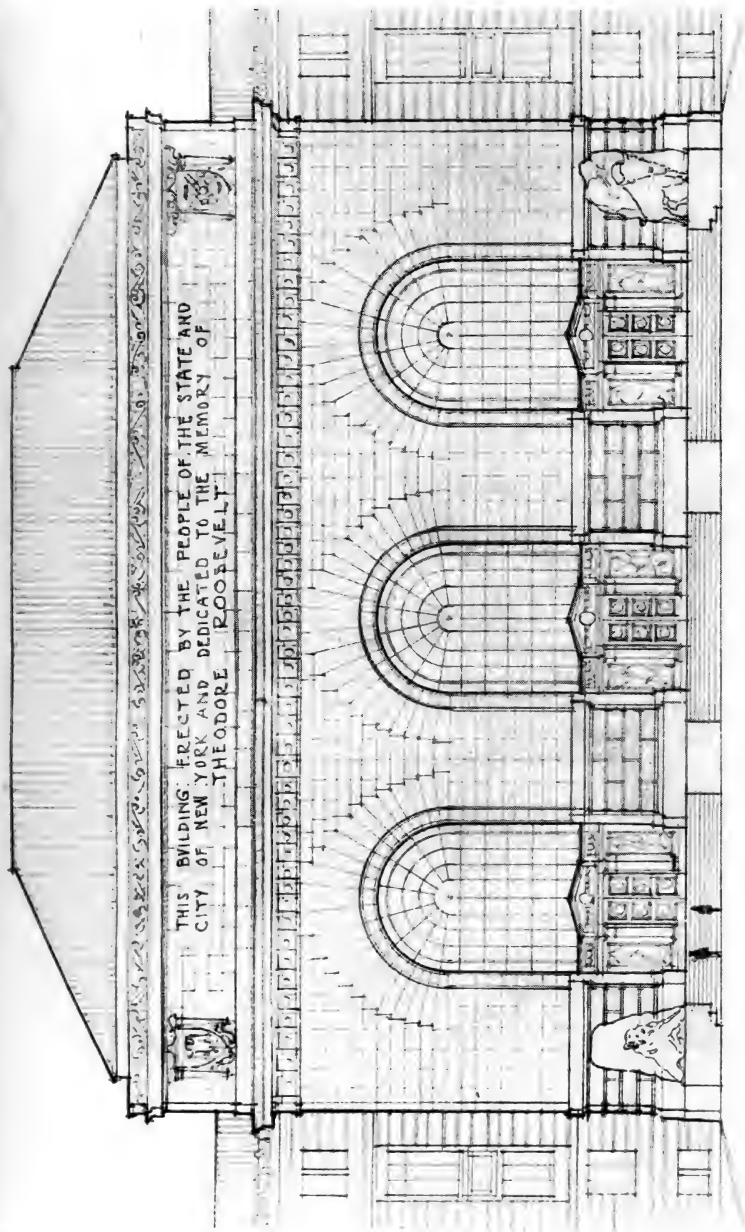 THIS BVILDING ERECTED BY THE PEOPLE OF THE STATE AND
CITY OF NEW YORK AND DEDICATED TO THE MEMORY OF
THEODORE ROOSEVELT